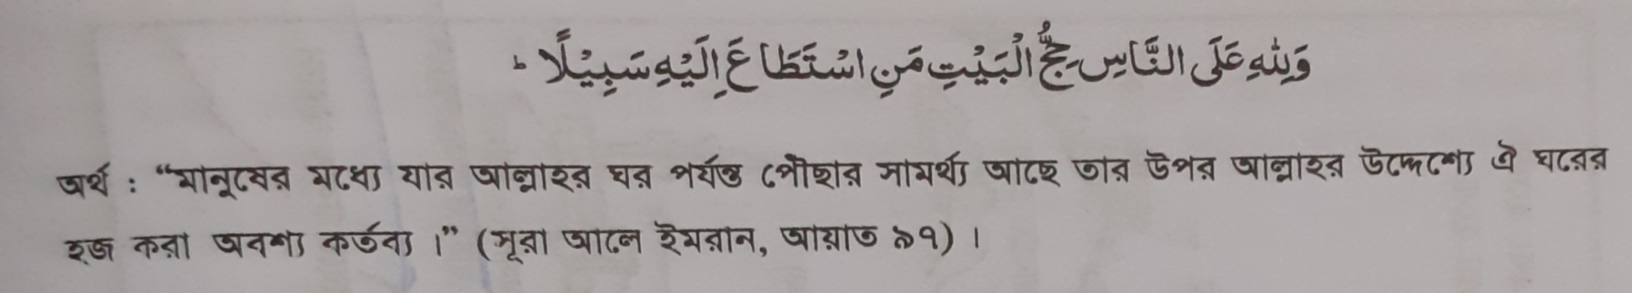 وَلِلّٰهِ عَلَى النَّاسِ حِجُّ الْبَيْتِ مَنِ اسْتَطَاعَ اِلَيْهِ سَبِيْلًا ط
অর্থ : “মানুষের মধ্যে যার আল্লাহর ঘর পর্যন্ত পৌছার সামর্থ্য আছে তার উপর আল্লাহর উদ্দেশ্যে ঐ ঘরের
হজ করা অবশ্য কর্তব্য।” (সূরা আলে ইমরান, আয়াত ৯৭) ।